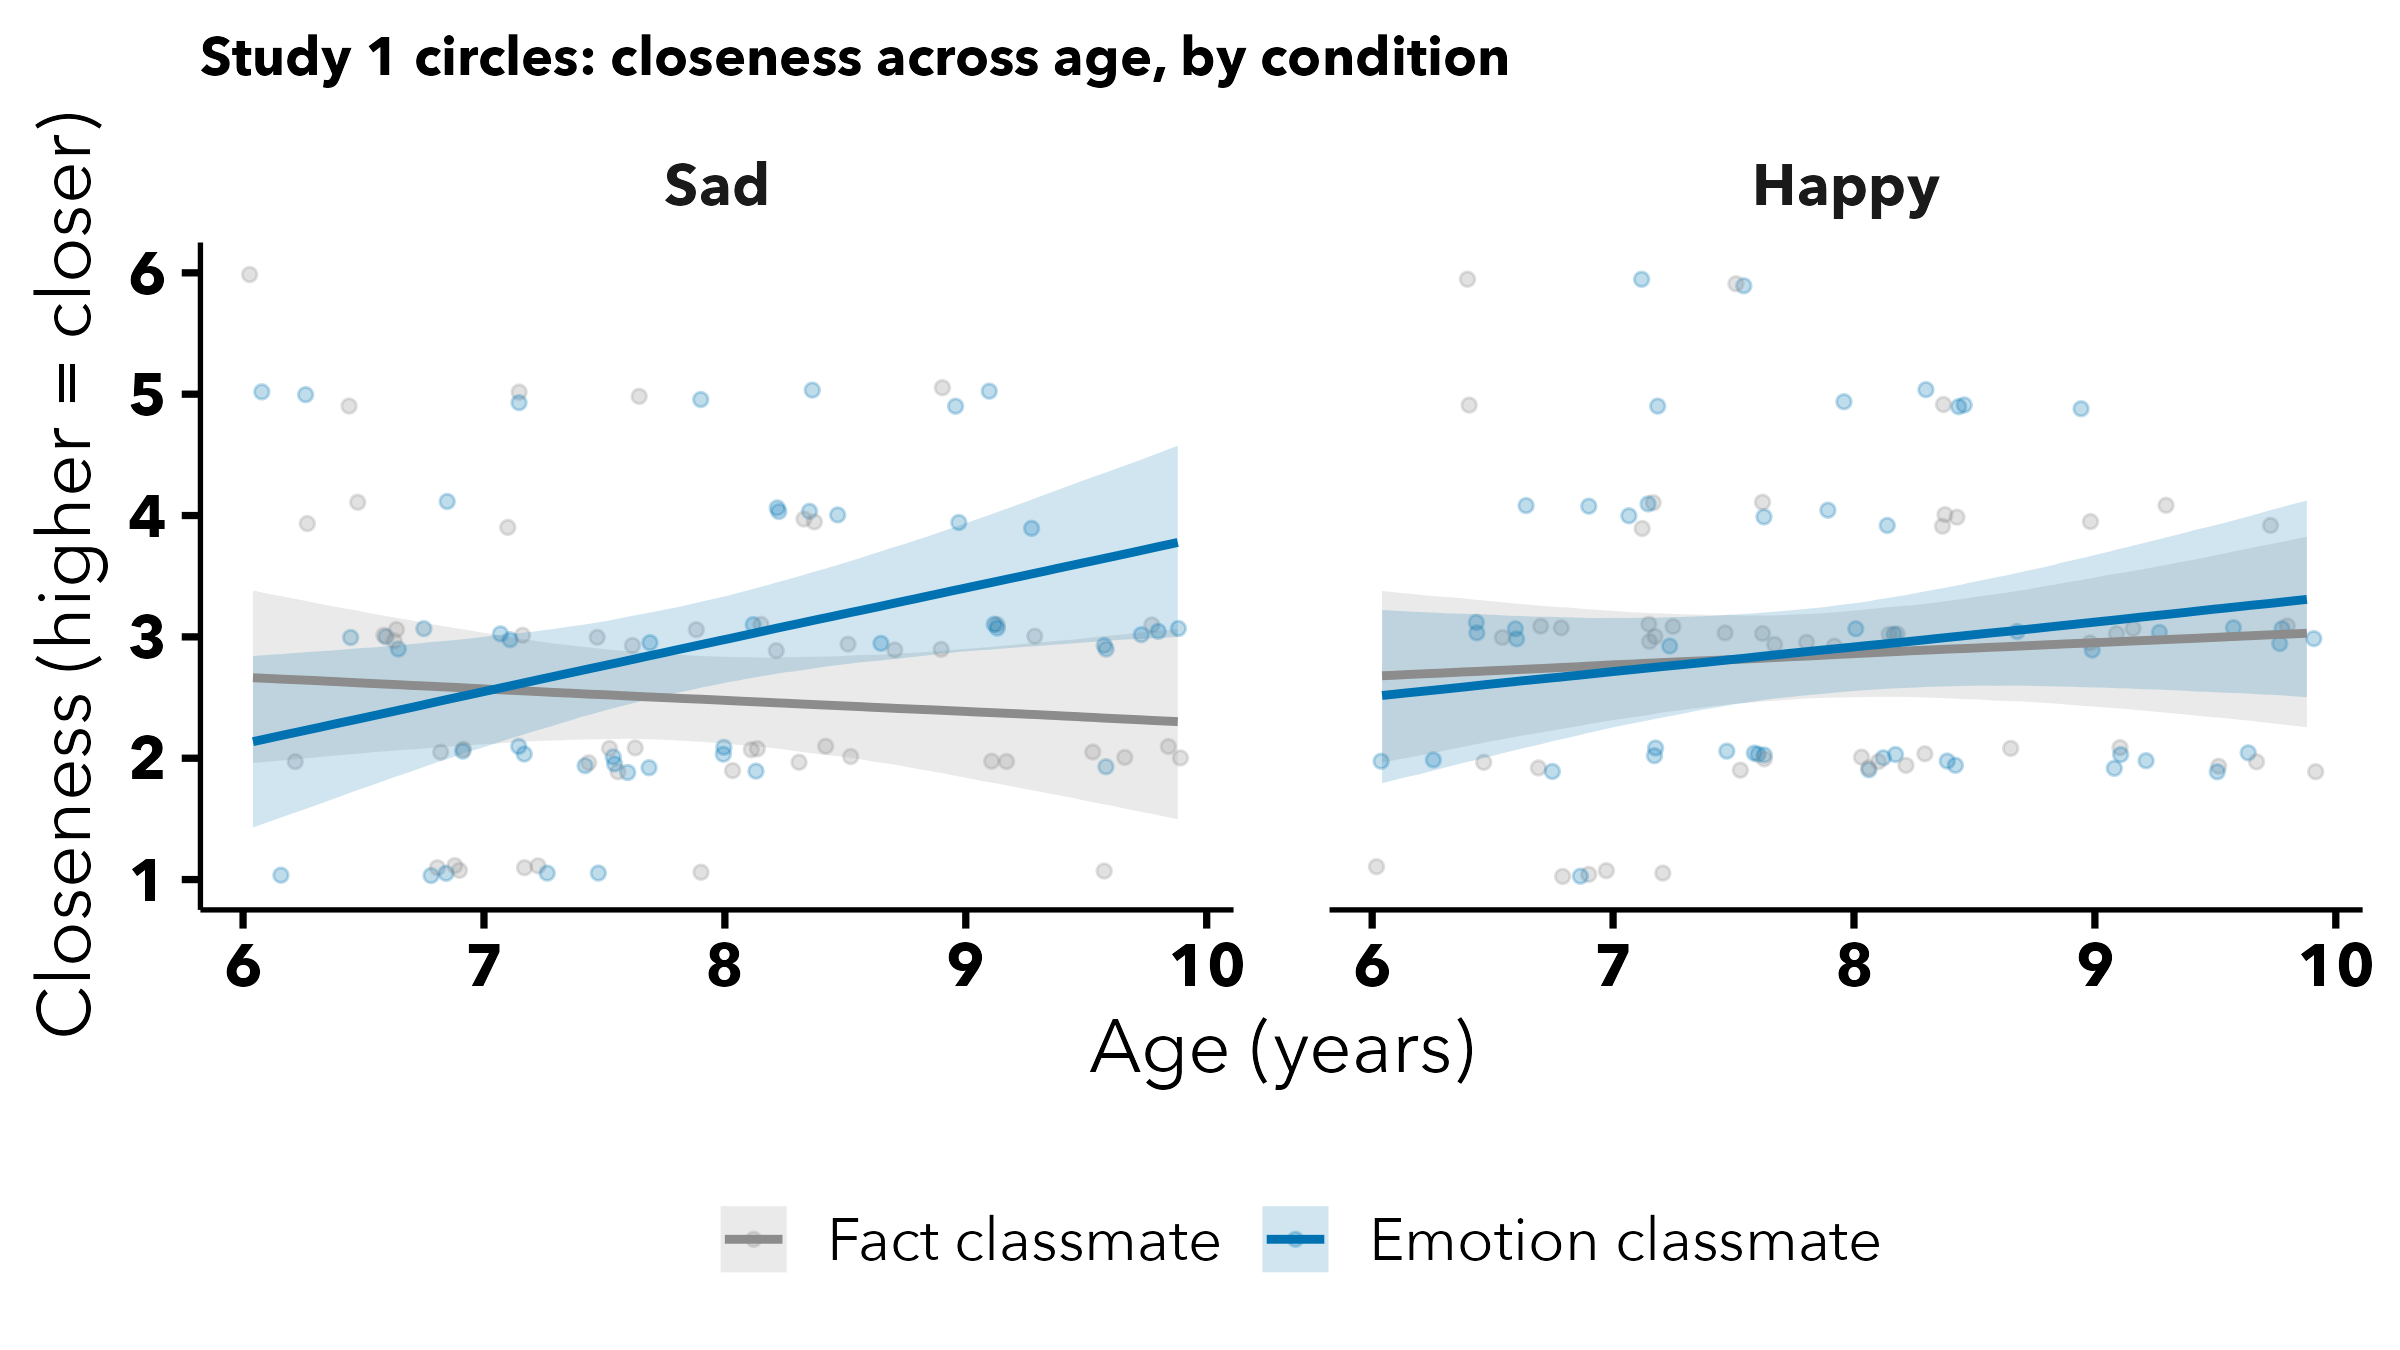 Study 1 circles: closeness across age, by condition
Sad
Happy
Closeness (higher = closer)
6
5
4
3
2
1
6 7 8 9 10
6 7 8 9 10
Age (years)
Fact classmate
Emotion classmate